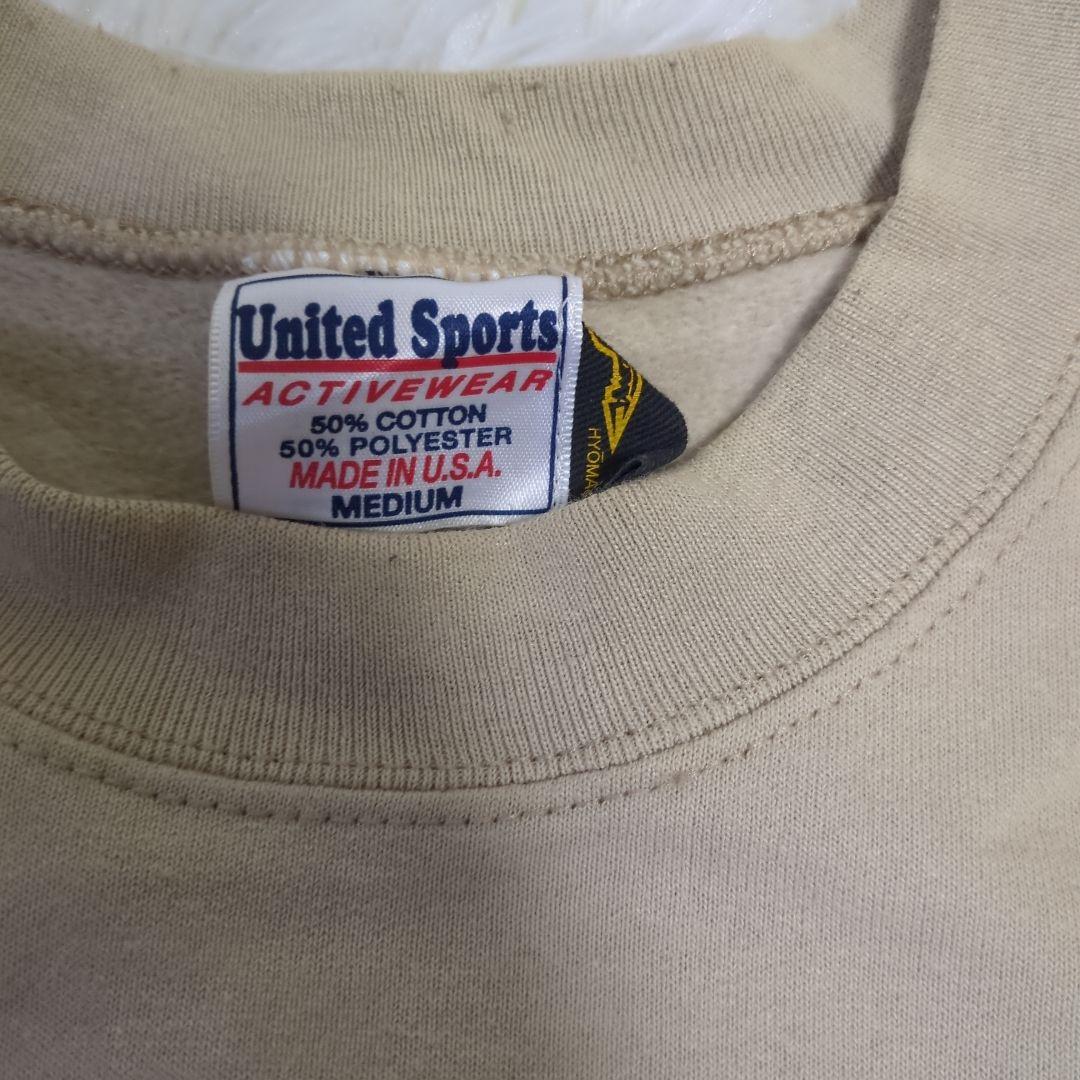 United Sports
ACTIVEWEAR
50% COTTON
50% POLYESTER
MADE IN U.S.A.
MEDIUM